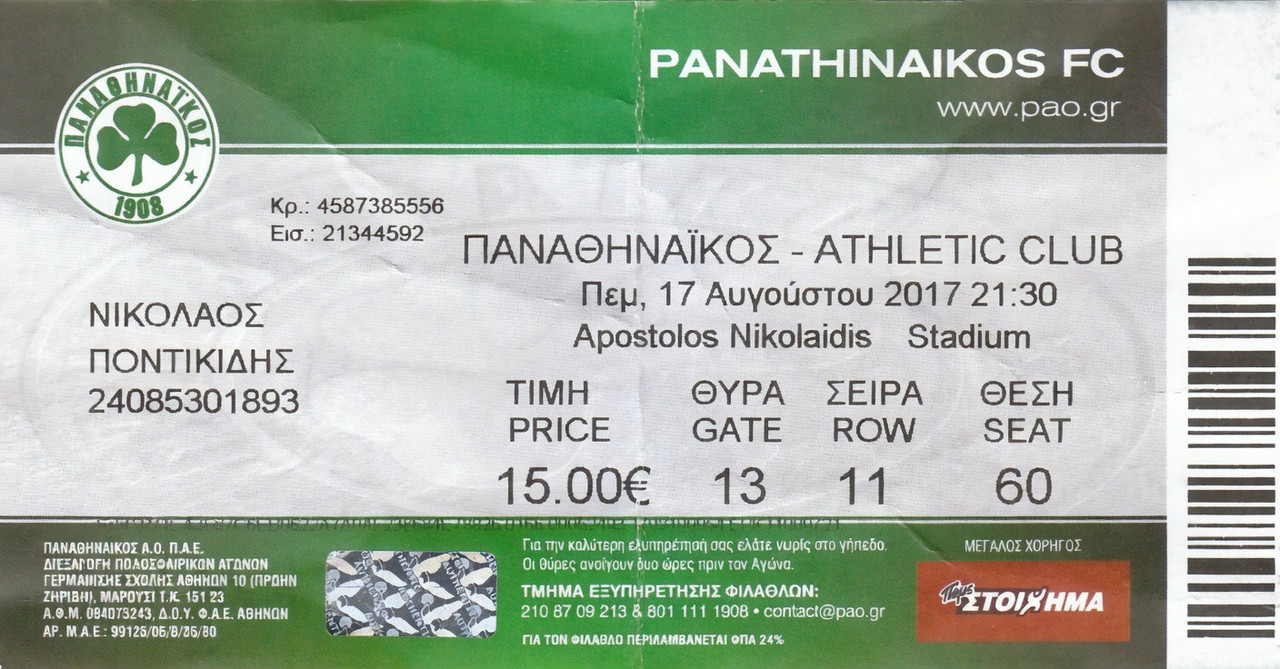 PANATHINAIKOS FC
www.pao.gr
ΠΑΝΑΘΗΝΑΪΚΟΣ
1908
Κρ.: 4587385556
Εισ.: 21344592
ΠΑΝΑΘΗΝΑΪΚΟΣ - ATHLETIC CLUB
Πεμ, 17 Αυγούστου 2017 21:30
Apostolos Nikolaidis Stadium
ΝΙΚΟΛΑΟΣ
ΠΟΝΤΙΚΙΔΗΣ
24085301893
ΤΙΜΗ ΘΥΡΑ ΣΕΙΡΑ ΘΕΣΗ
PRICE GATE ROW SEAT
15.00€ 13 11 60
ΠΑΝΑΘΗΝΑΙΚΟΣ Α.Ο. Π.Α.Ε.
ΔΙΕΞΑΓΩΓΗ ΠΟΔΟΣΦΑΙΡΙΚΩΝ ΑΓΩΝΩΝ
ΓΕΡΜΑΝΙΚΗΣ ΣΧΟΛΗΣ ΑΘΗΝΩΝ 10 (ΠΡΩΗΝ
ΖΗΡΙΔΗ), ΜΑΡΟΥΣΙ Τ.Κ. 151 23
Α.Φ.Μ. 094073243, Δ.Ο.Υ. Φ.Α.Ε. ΑΘΗΝΩΝ
ΑΡ. Μ.Α.Ε.: 99126/06/Β/86/80
Για την καλύτερη εξυπηρέτησή σας ελάτε νωρίς στο γήπεδο.
Οι θύρες ανοίγουν δυο ώρες πριν τον Αγώνα.
ΤΜΗΜΑ ΕΞΥΠΗΡΕΤΗΣΗΣ ΦΙΛΑΘΛΩΝ:
210 87 09 213 & 801 111 1908 • contact@pao.gr
ΓΙΑ ΤΟΝ ΦΙΛΑΘΛΟ ΠΕΡΙΛΑΜΒΑΝΕΤΑΙ ΦΠΑ 24%
ΜΕΓΑΛΟΣ ΧΟΡΗΓΟΣ
Πάμε
ΣΤΟΙΧΗΜΑ